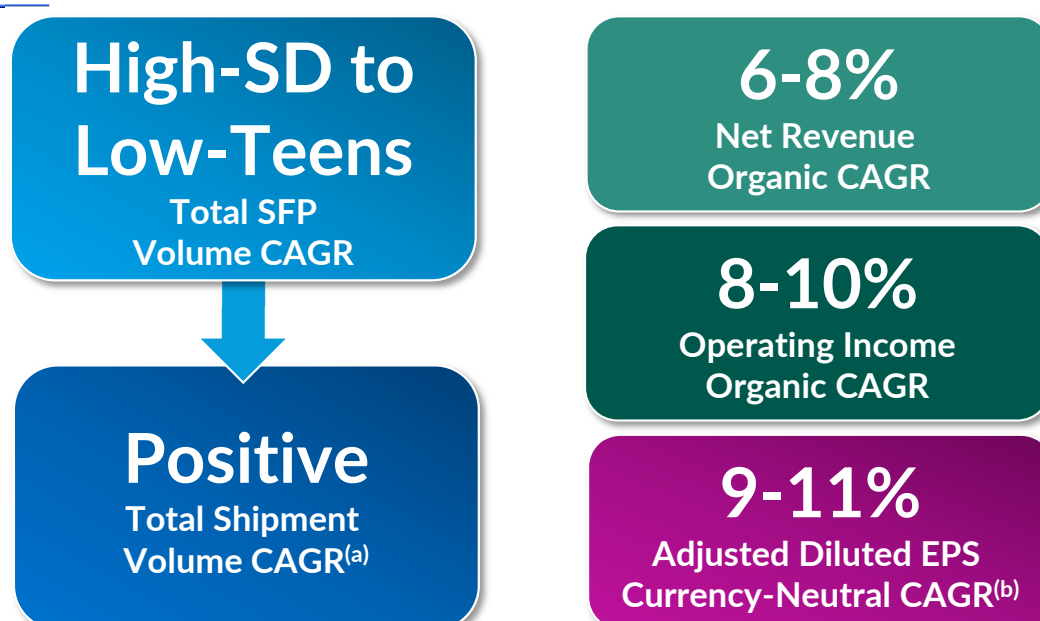 High-SD to
Low-Teens
Total SFP
Volume CAGR
Positive
Total Shipment
Volume CAGR(a)
6-8%
Net Revenue
Organic CAGR
8-10%
Operating Income
Organic CAGR
9-11%
Adjusted Diluted EPS
Currency-Neutral CAGR(b)